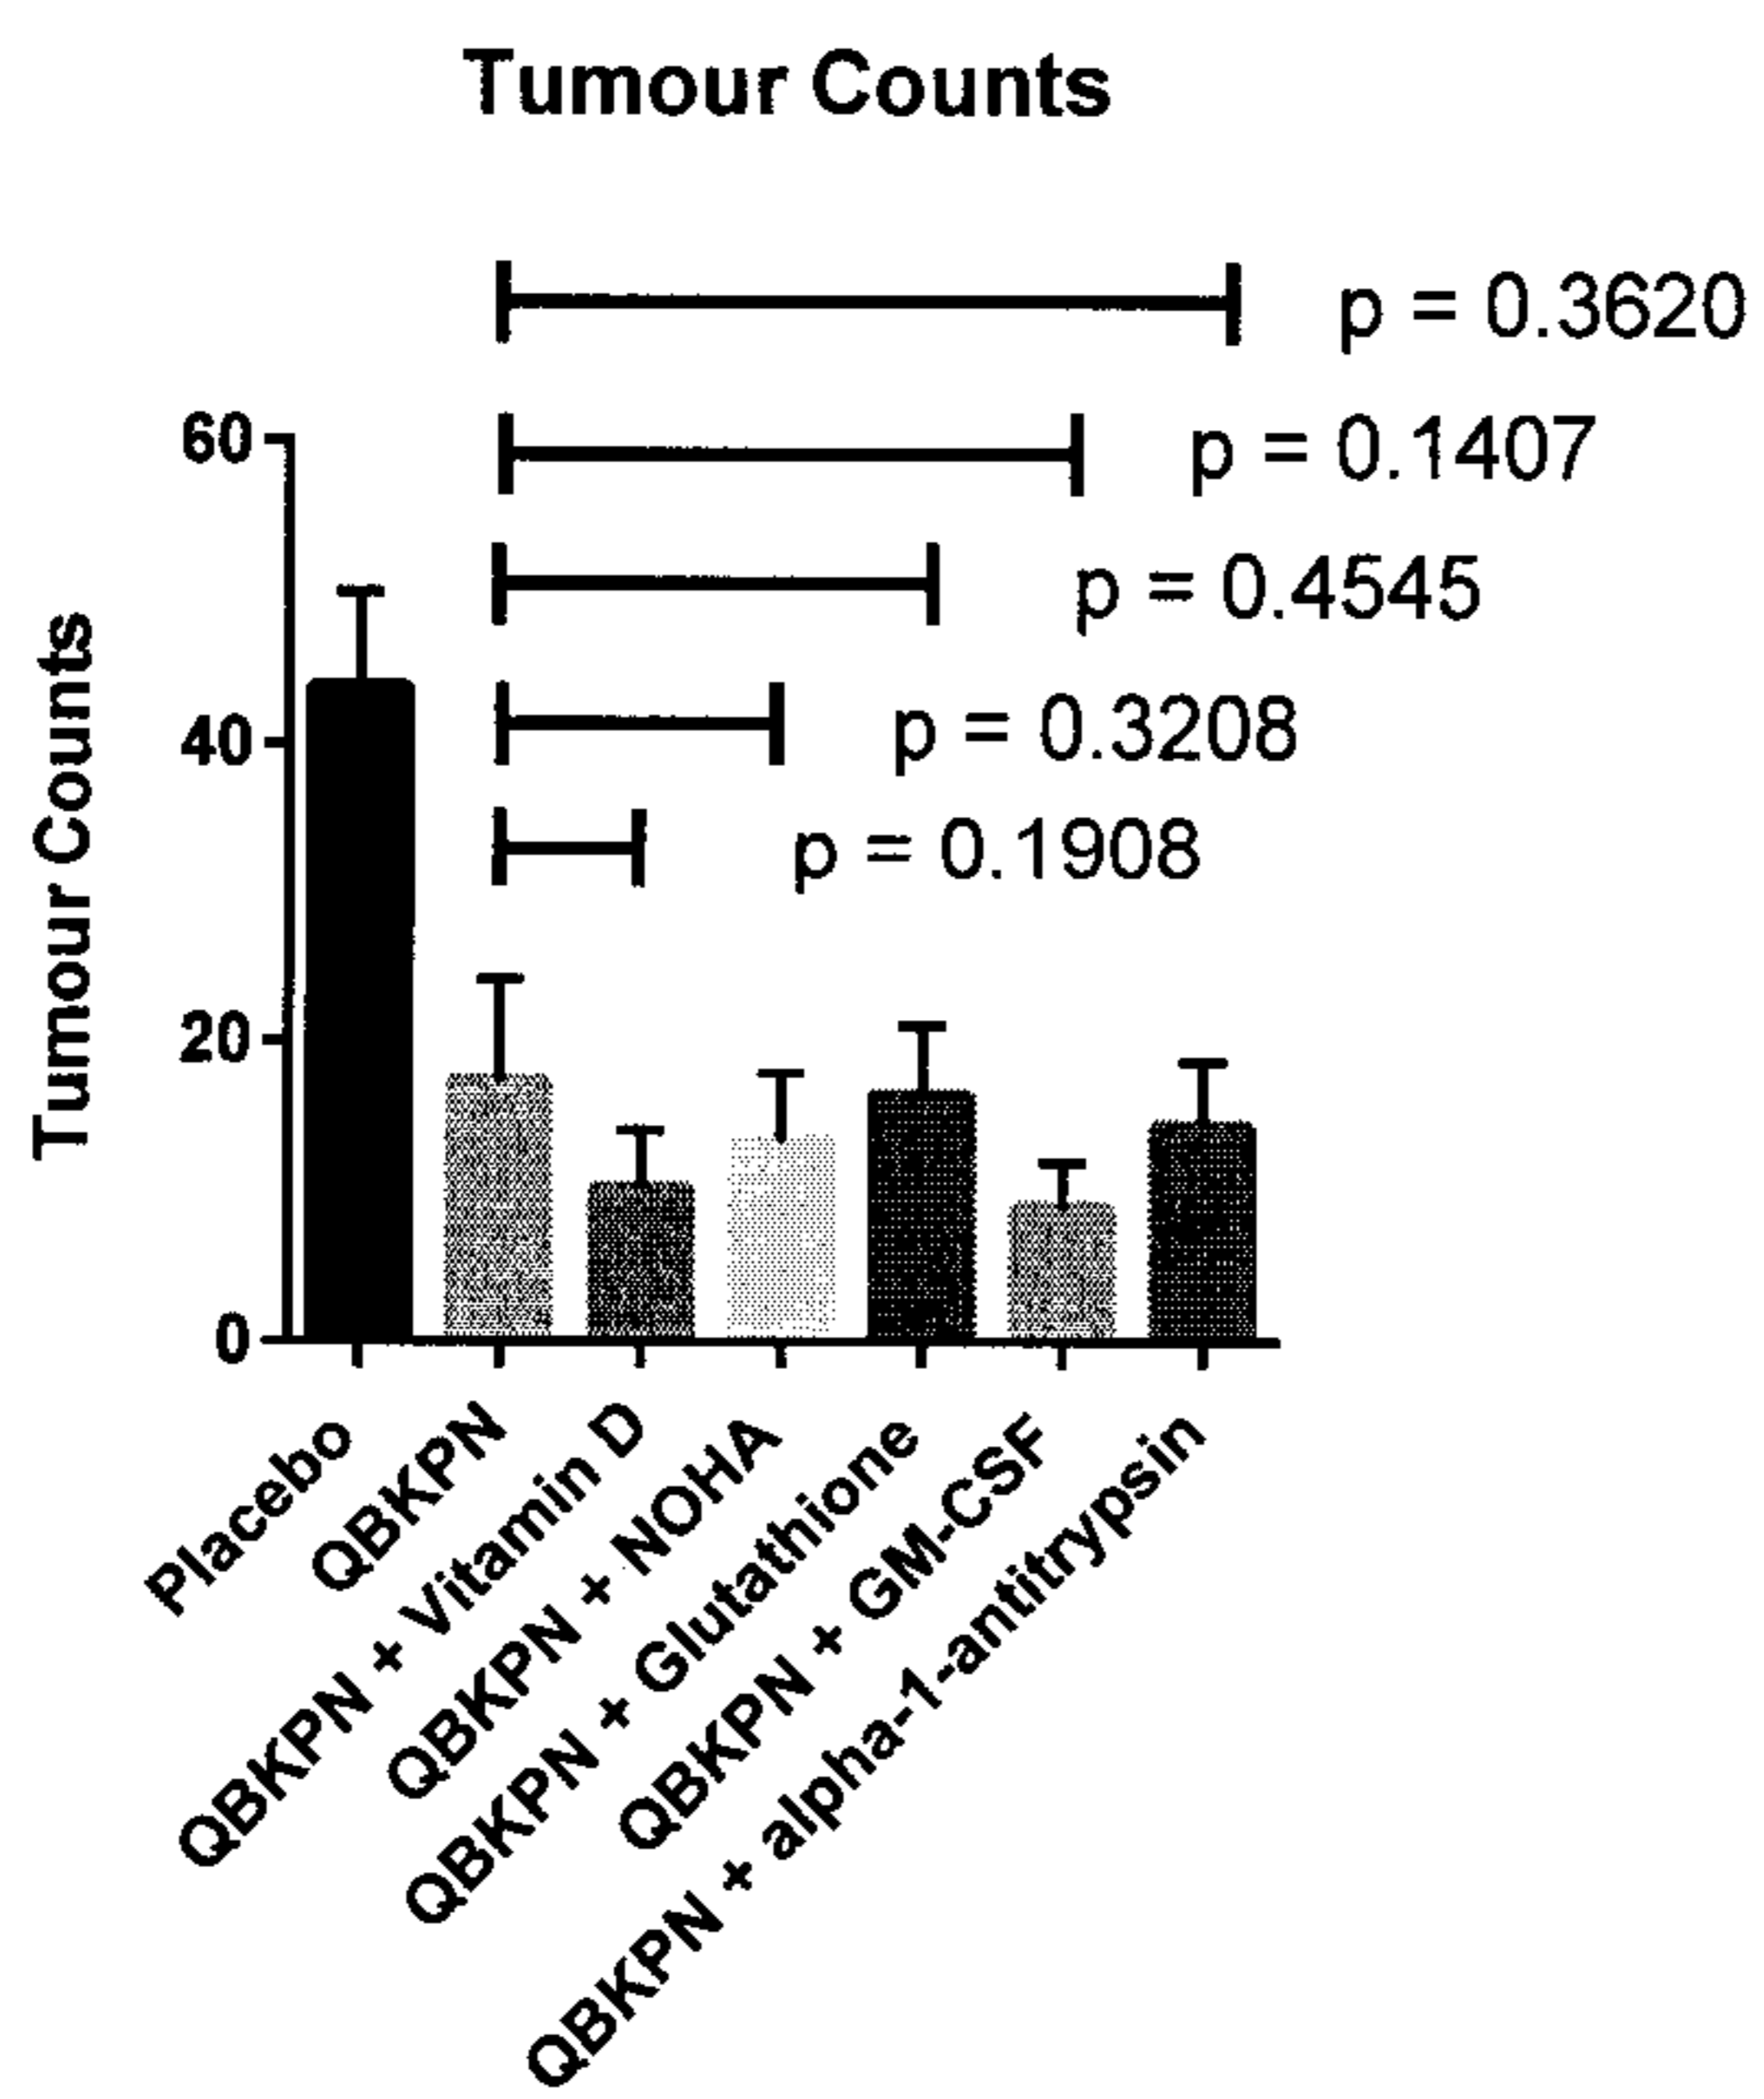 Tumour Counts
p = 0.3620
p = 0.1407
p = 0.4545
p = 0.3208
p = 0.1908
Tumour Counts
60
40
20
0
Placebo
QBKPN
QBKPN + Vitamin D
QBKPN + NOHA
QBKPN + Glutathione
QBKPN + GM-CSF
QBKPN + alpha-1-antitrypsin